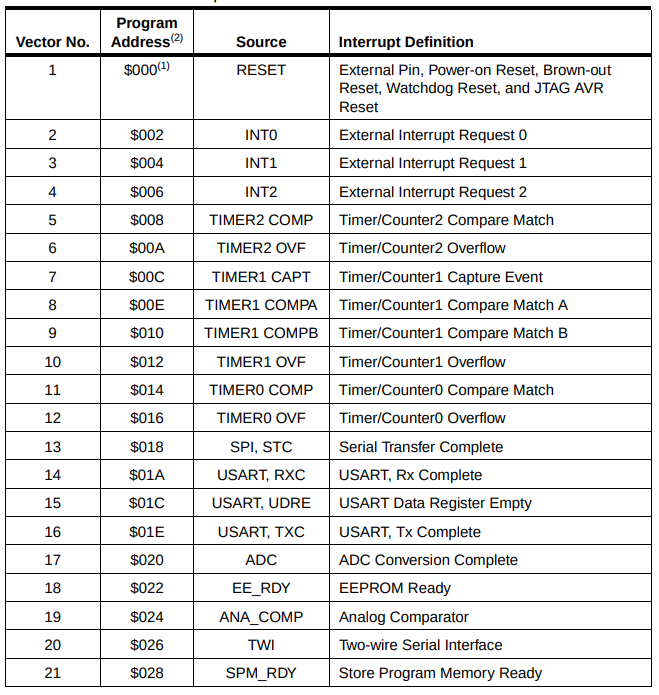 Vector No. Program Address(2) Source Interrupt Definition
1 $000(1) RESET External Pin, Power-on Reset, Brown-out
Reset, Watchdog Reset, and JTAG AVR
Reset
2 $002 INT0 External Interrupt Request 0
3 $004 INT1 External Interrupt Request 1
4 $006 INT2 External Interrupt Request 2
5 $008 TIMER2 COMP Timer/Counter2 Compare Match
6 $00A TIMER2 OVF Timer/Counter2 Overflow
7 $00C TIMER1 CAPT Timer/Counter1 Capture Event
8 $00E TIMER1 COMPA Timer/Counter1 Compare Match A
9 $010 TIMER1 COMPB Timer/Counter1 Compare Match B
10 $012 TIMER1 OVF Timer/Counter1 Overflow
11 $014 TIMER0 COMP Timer/Counter0 Compare Match
12 $016 TIMER0 OVF Timer/Counter0 Overflow
13 $018 SPI, STC Serial Transfer Complete
14 $01A USART, RXC USART, Rx Complete
15 $01C USART, UDRE USART Data Register Empty
16 $01E USART, TXC USART, Tx Complete
17 $020 ADC ADC Conversion Complete
18 $022 EE_RDY EEPROM Ready
19 $024 ANA_COMP Analog Comparator
20 $026 TWI Two-wire Serial Interface
21 $028 SPM_RDY Store Program Memory Ready